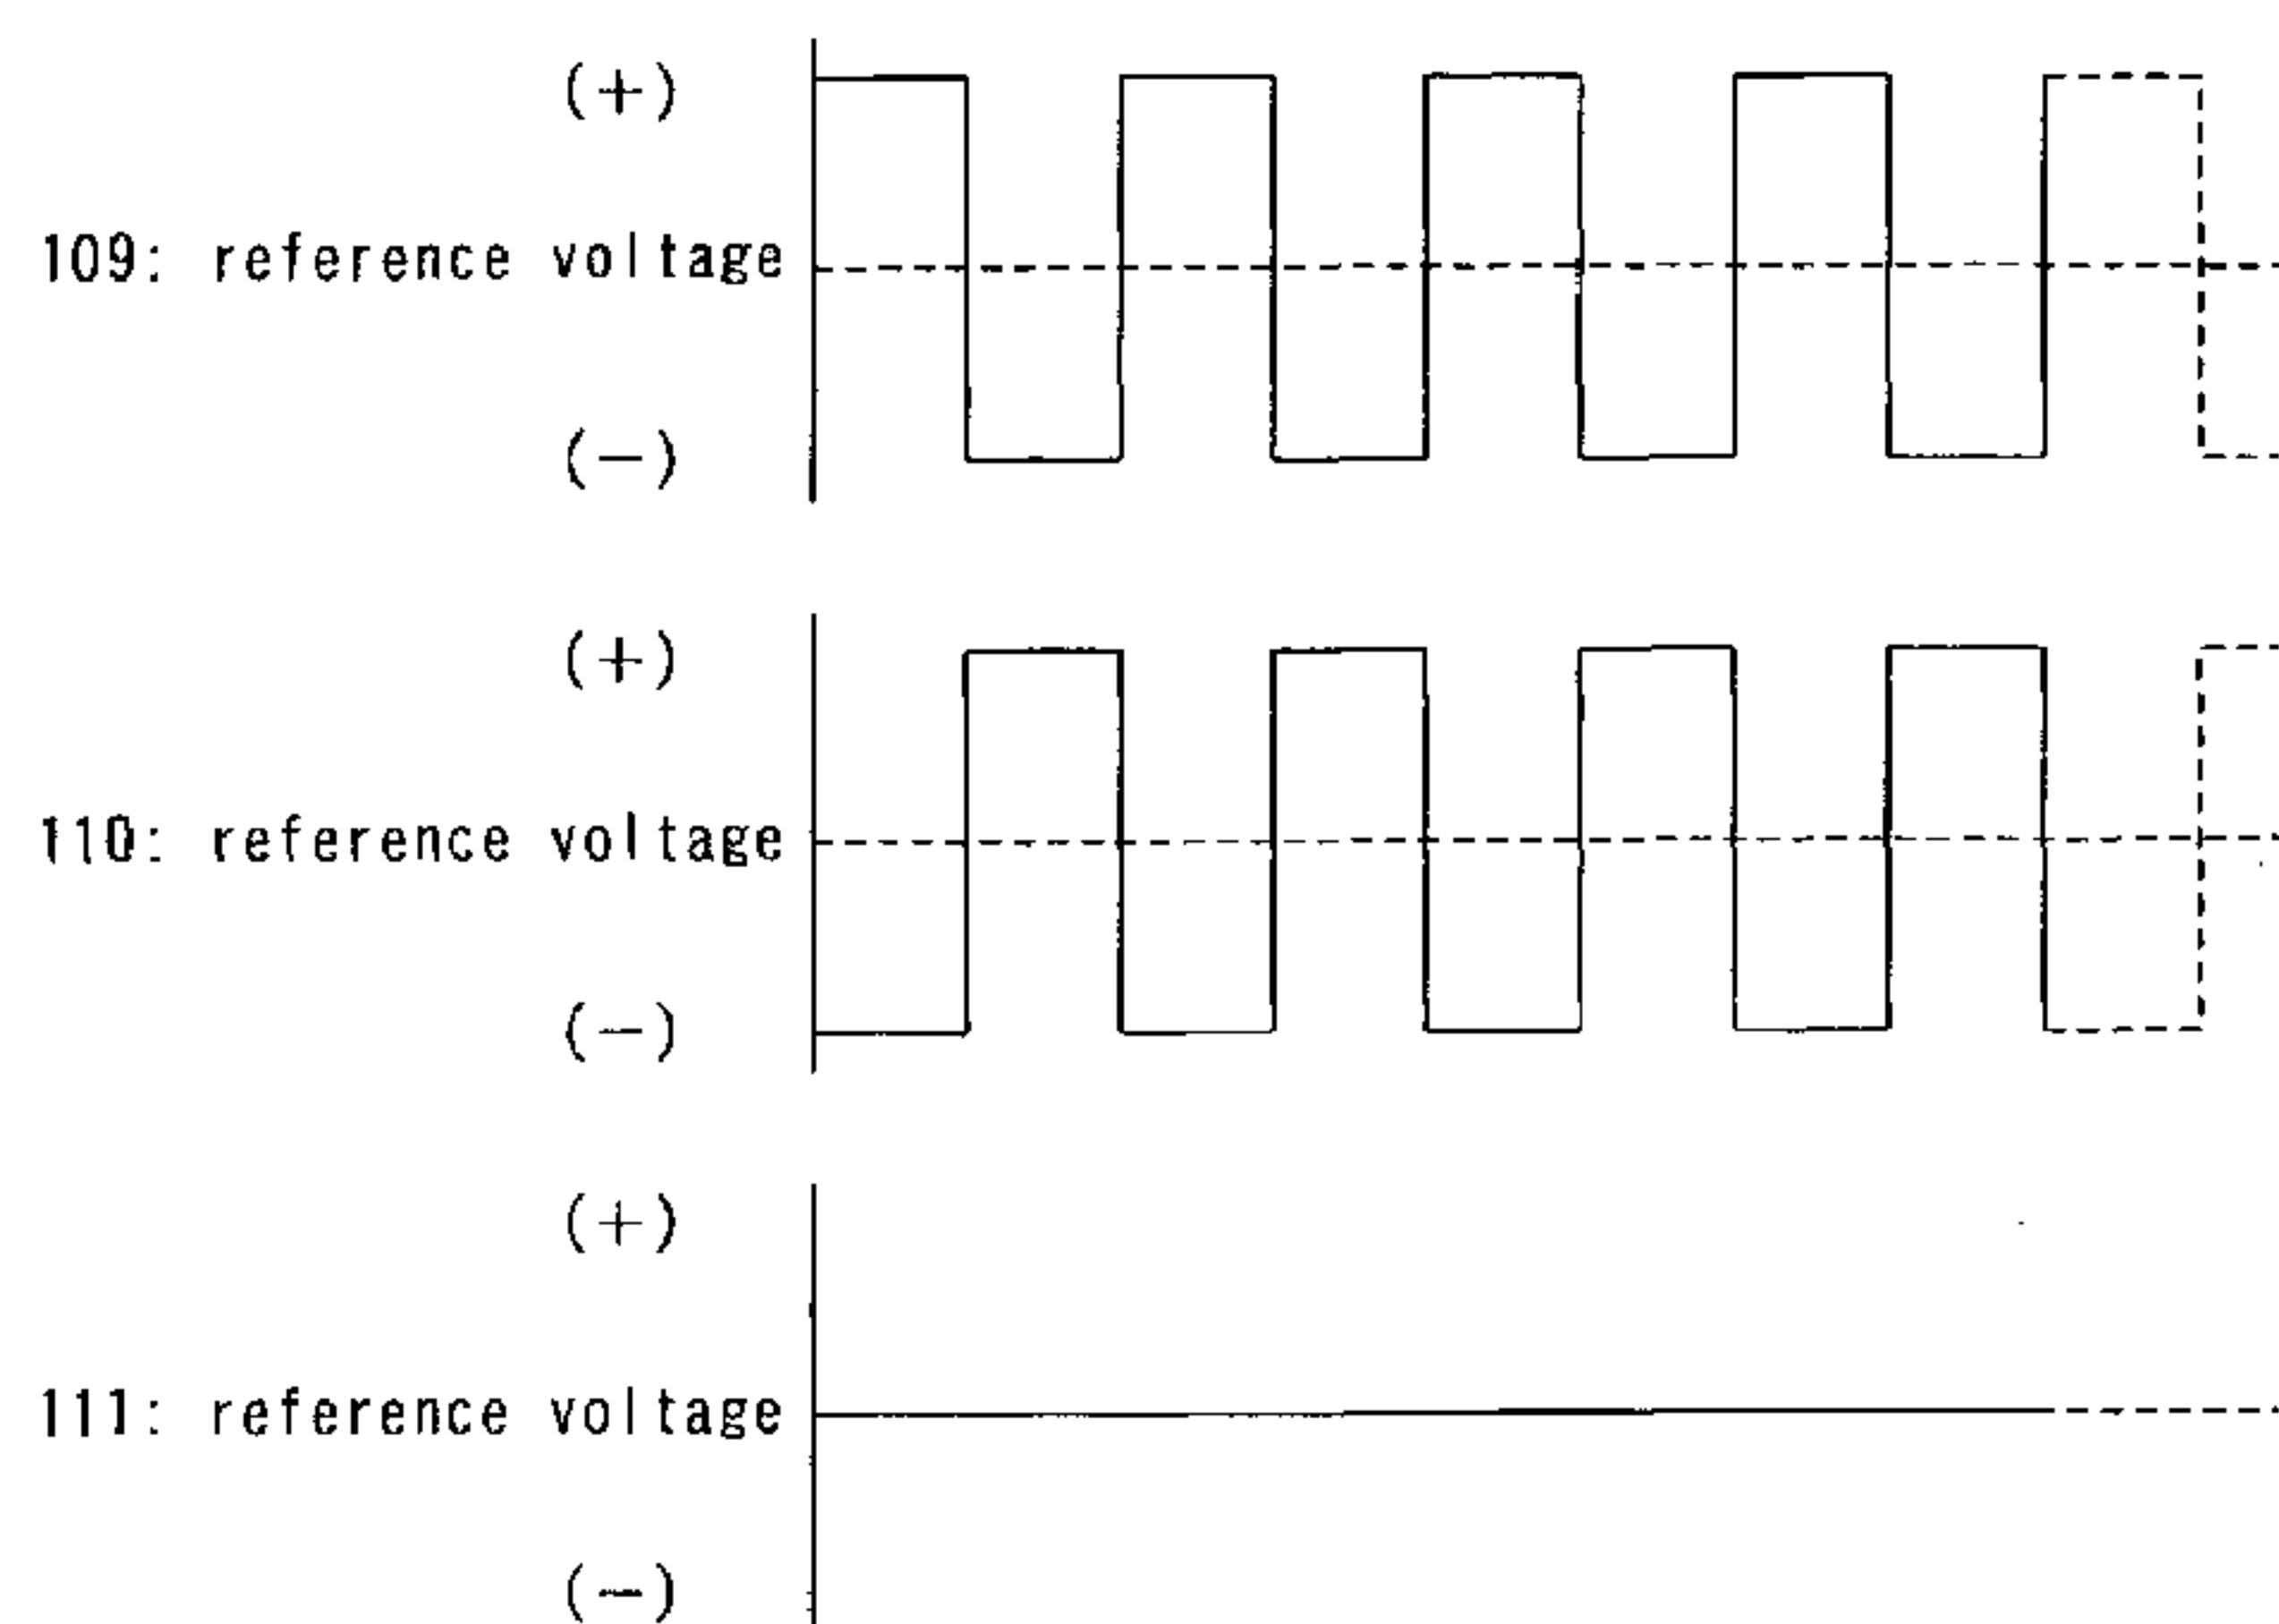 (+)
109: reference voltage
(-)
(+)
110: reference voltage
(-)
(+)
111: reference voltage
(-)